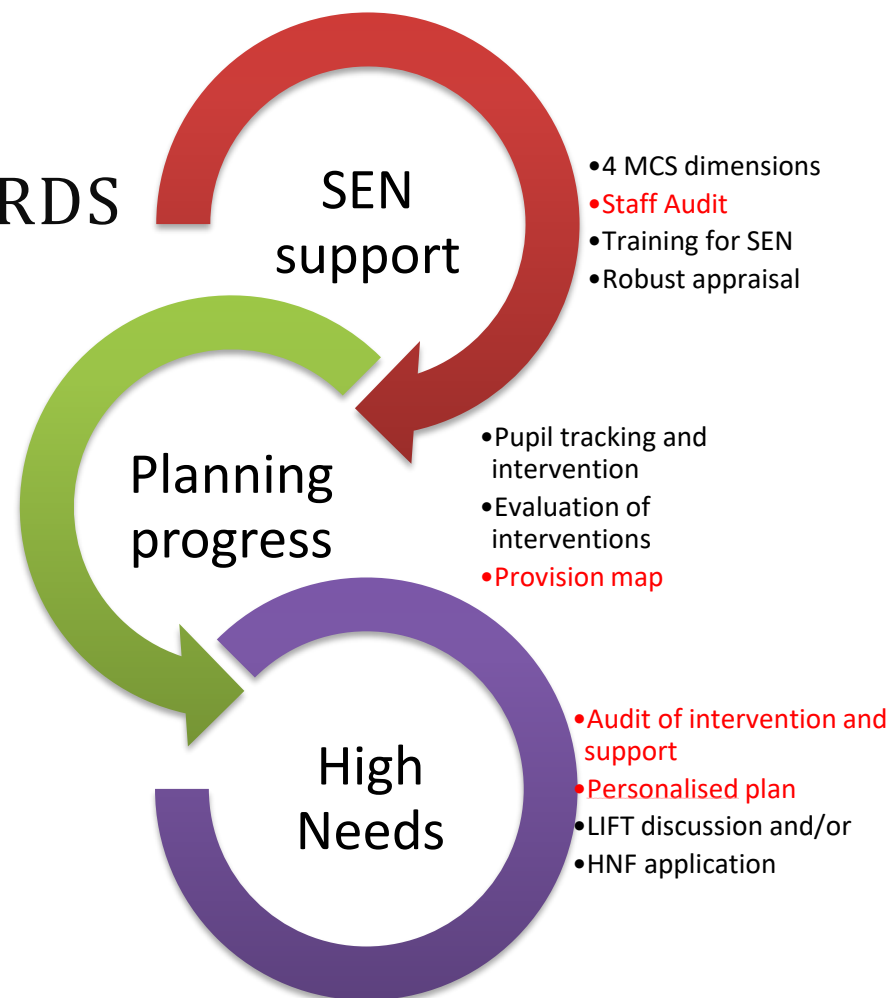 RDS
SEN
support
•4 MCS dimensions
•Staff Audit
•Training for SEN
•Robust appraisal
Planning
progress
•Pupil tracking and
intervention
•Evaluation of
interventions
•Provision map
High
Needs
•Audit of intervention and
support
•Personalised plan
•LIFT discussion and/or
•HNF application